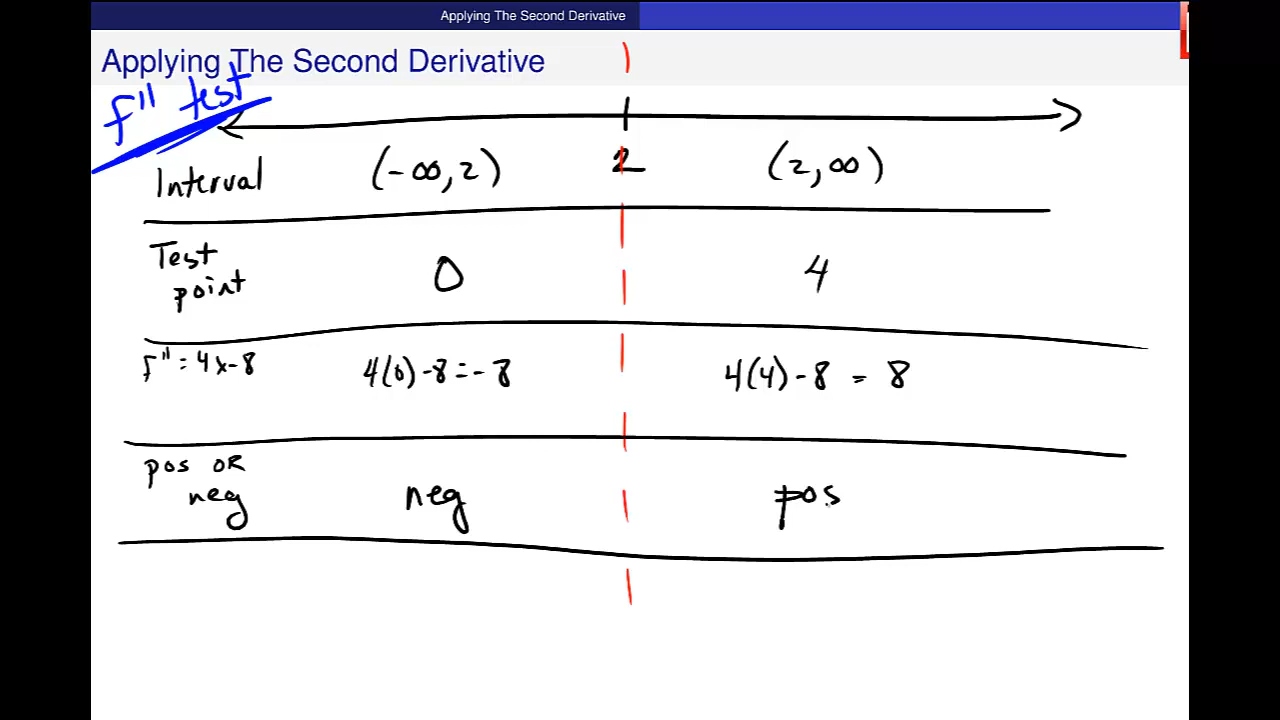 Applying The Second Derivative
Applying The Second Derivative
f'' test
2
Interval (-∞, 2) (2, ∞)
Test
point 0 4
f'' = 4x-8 4(0)-8=-8 4(4)-8 = 8
pos OR
neg neg pos